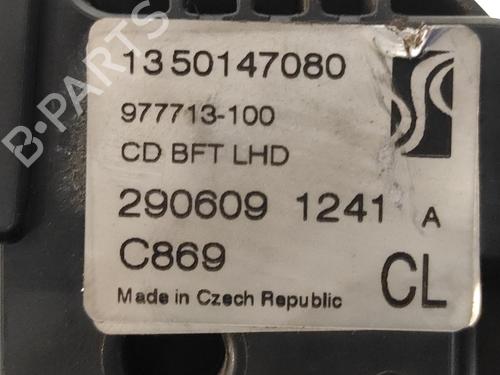 1350147080
977713-100
CD BFT LHD
290609 1241 A
C869
CL
Made in Czech Republic
B-PARTS